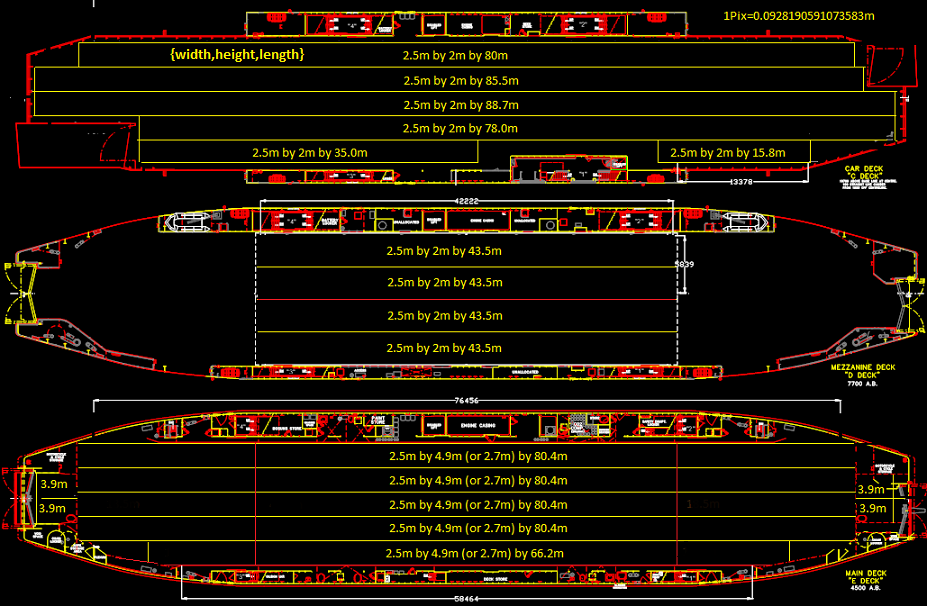 1Pix=0.0928190591073583m
{width,height,length}
2.5m by 2m by 80m
2.5m by 2m by 85.5m
2.5m by 2m by 88.7m
2.5m by 2m by 78.0m
2.5m by 2m by 35.0m
2.5m by 2m by 15.8m
13378
CAR DECK
"C DECK"
42222
UNALLOCATED
ENGINE CASING
UNALLOCATED
2.5m by 2m by 43.5m
5839
2.5m by 2m by 43.5m
2.5m by 2m by 43.5m
2.5m by 2m by 43.5m
UNALLOCATED
MEZZANINE DECK
"D DECK"
7700 A.B.
76456
PAINT
STORE
ENGINE CASING
2.5m by 4.9m (or 2.7m) by 80.4m
2.5m by 4.9m (or 2.7m) by 80.4m
3.9m
3.9m
2.5m by 4.9m (or 2.7m) by 80.4m
3.9m
3.9m
2.5m by 4.9m (or 2.7m) by 80.4m
2.5m by 4.9m (or 2.7m) by 66.2m
DECK STORE
58464
MAIN DECK
"E DECK"
4500 A.B.